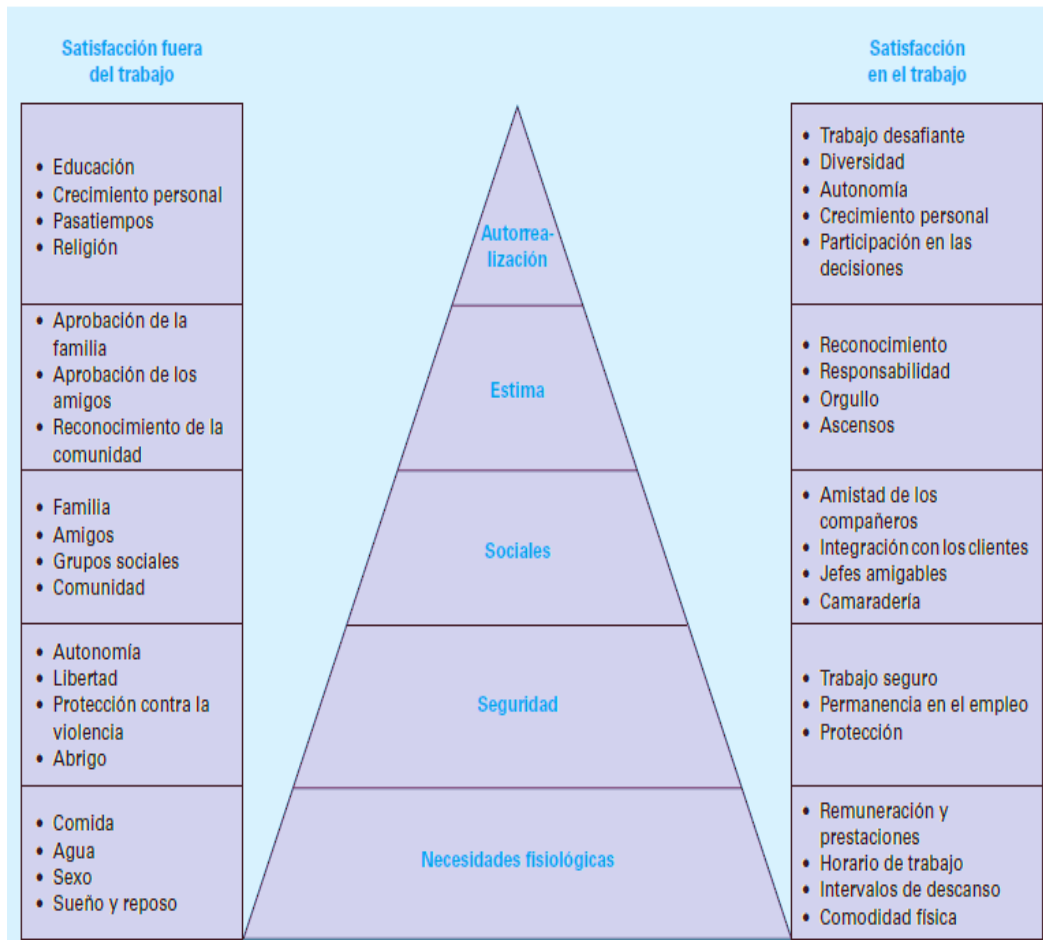 Satisfacción fuera
del trabajo
• Educación
• Crecimiento personal
• Pasatiempos
• Religión
• Aprobación de la
familia
• Aprobación de los
amigos
• Reconocimiento de la
comunidad
• Familia
• Amigos
• Grupos sociales
• Comunidad
• Autonomía
• Libertad
• Protección contra la
violencia
• Abrigo
• Comida
• Agua
• Sexo
• Sueño y reposo
Autorrea-
lización
Estima
Sociales
Seguridad
Necesidades fisiológicas
Satisfacción
en el trabajo
• Trabajo desafiante
• Diversidad
• Autonomía
• Crecimiento personal
• Participación en las
decisiones
• Reconocimiento
• Responsabilidad
• Orgullo
• Ascensos
• Amistad de los
compañeros
• Integración con los clientes
• Jefes amigables
• Camaradería
• Trabajo seguro
• Permanencia en el empleo
• Protección
• Remuneración y
prestaciones
• Horario de trabajo
• Intervalos de descanso
• Comodidad física